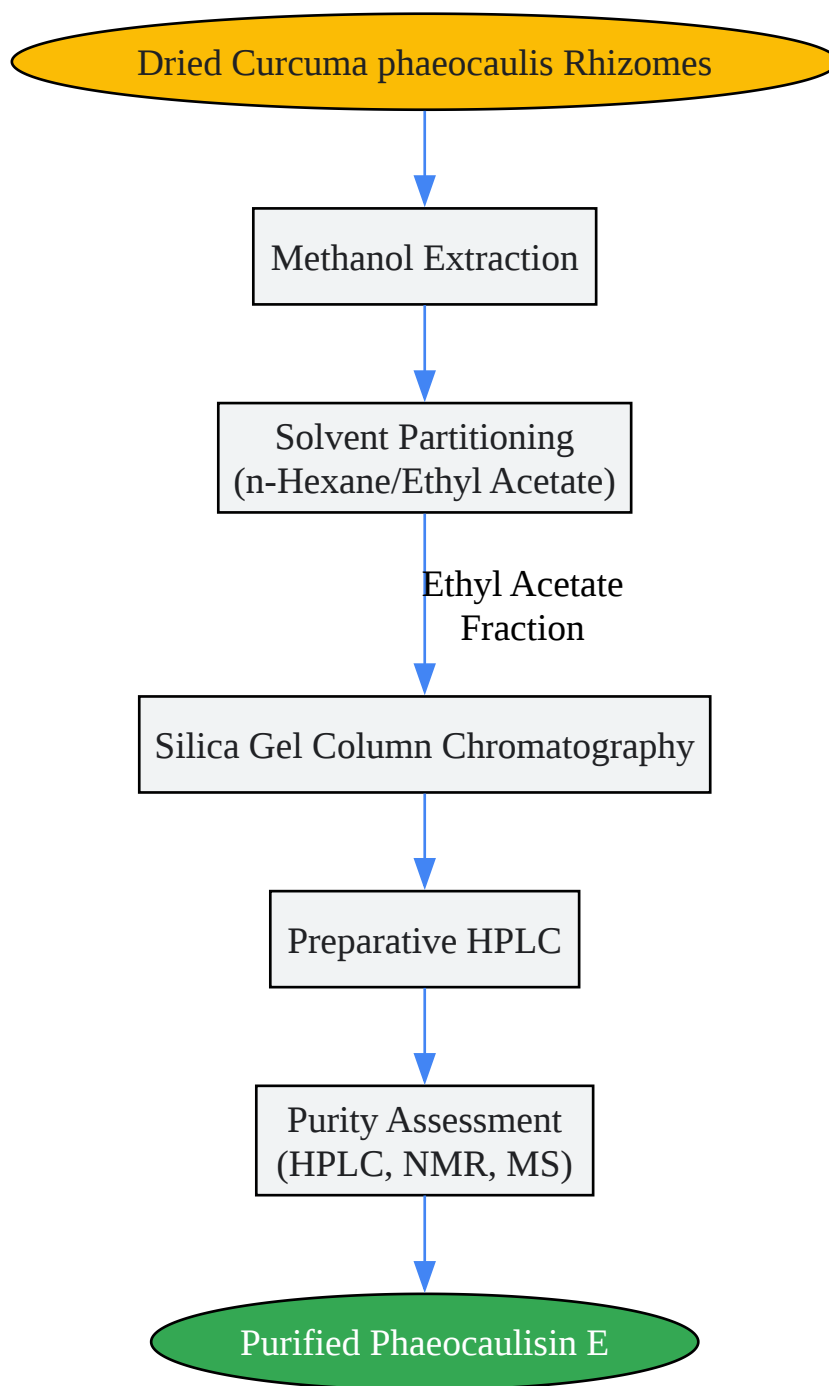 Dried Curcuma phaeocaulis Rhizomes
Methanol Extraction
Solvent Partitioning
(n-Hexane/Ethyl Acetate)
Ethyl Acetate
Fraction
Silica Gel Column Chromatography
Preparative HPLC
Purity Assessment
(HPLC, NMR, MS)
Purified Phaeocaulisin E